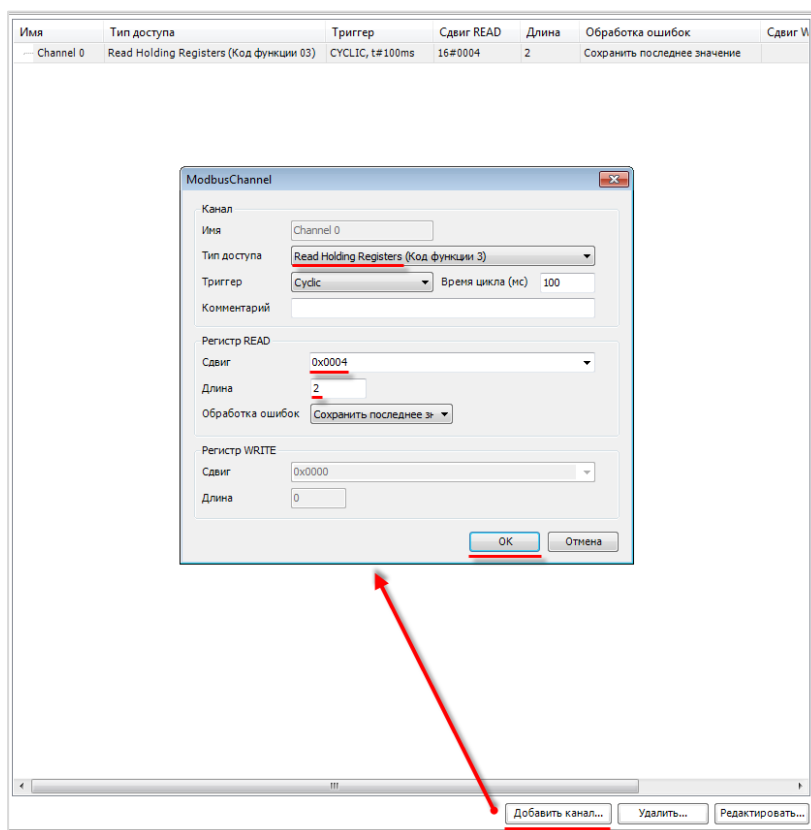 Имя Тип доступа Триггер Сдвиг READ Длина Обработка ошибок Сдвиг W
Channel 0 Read Holding Registers (Код функции 03) CYCLIC, t#100ms 16#0004 2 Сохранить последнее значение
ModbusChannel
Канал
Имя Channel 0
Тип доступа Read Holding Registers (Код функции 3)
Триггер Cyclic Время цикла (мс) 100
Комментарий
Регистр READ
Сдвиг 0x0004
Длина 2
Обработка ошибок Сохранить последнее зн
Регистр WRITE
Сдвиг 0x0000
Длина 0
OK Отмена
Добавить канал... Удалить... Редактировать...